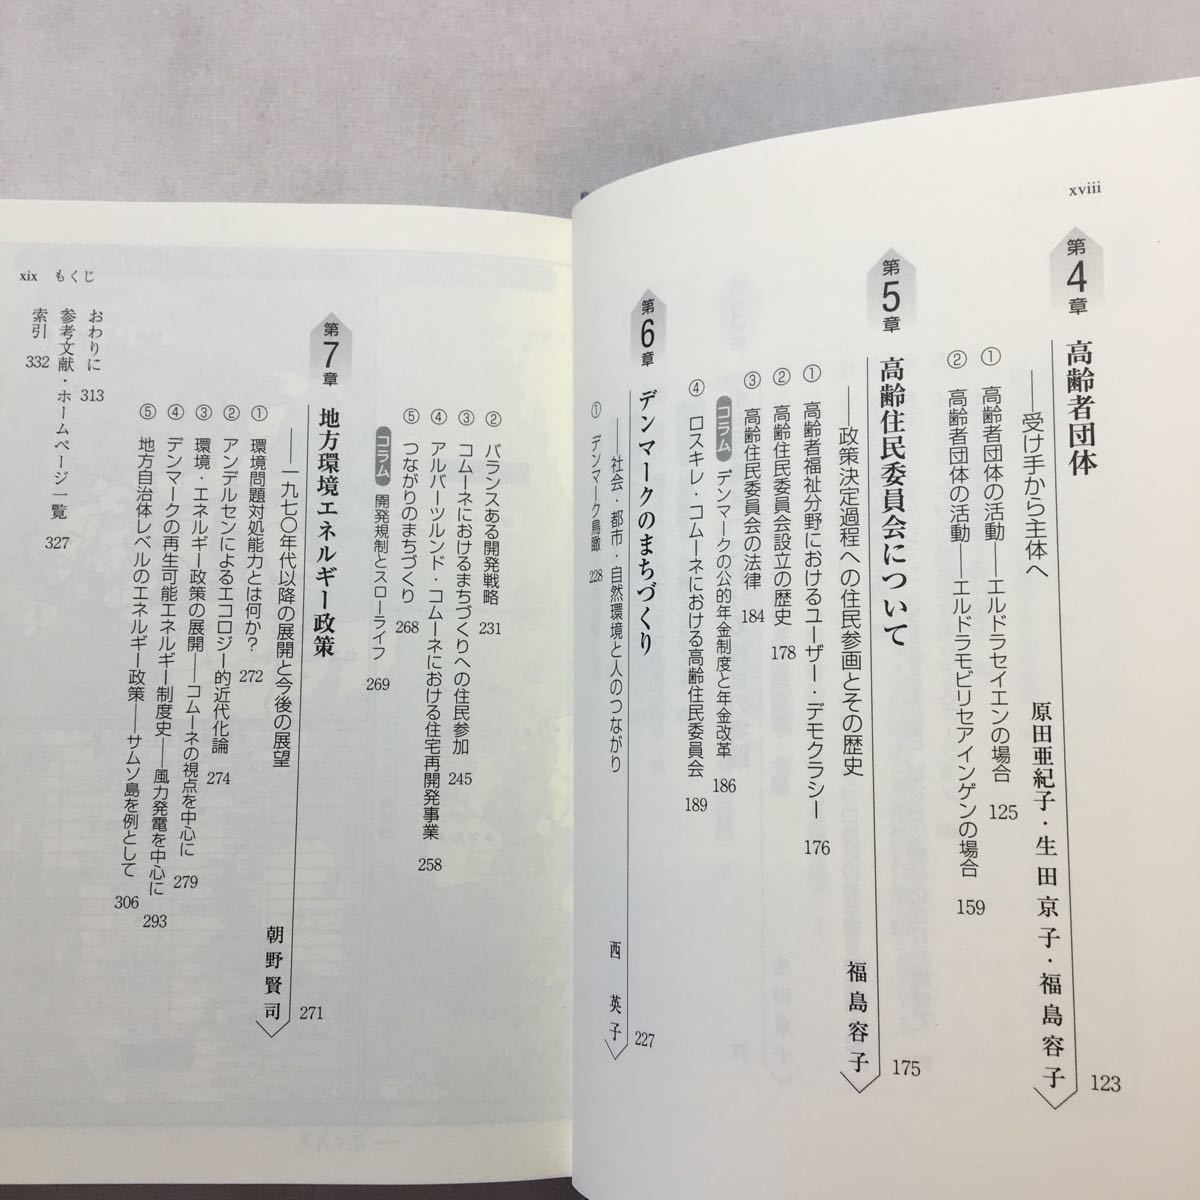 xviii
第4章 高齢者団体
――受け手から主体へ
原田亜紀子・生田京子・福島容子 123
① 高齢者団体の活動――エルドラセイエンの場合 125
② 高齢者団体の活動――エルドラモビリセアインゲンの場合 159
第5章 高齢住民委員会について
――政策決定過程への住民参画とその歴史
福島容子 175
① 高齢者福祉分野におけるユーザー・デモクラシー 176
② 高齢住民委員会設立の歴史 178
③ 高齢住民委員会の法律 184
コラム デンマークの公的年金制度と年金改革 186
④ ロスキレ・コムーネにおける高齢住民委員会 189
第6章 デンマークのまちづくり
――社会・都市・自然環境と人のつながり
西 英子 227
① デンマーク鳥瞰 228
② バランスある開発戦略 231
③ コムーネにおけるまちづくりへの住民参加 245
④ アルバーツルンド・コムーネにおける住宅再開発事業 258
⑤ つながりのまちづくり 268
コラム 開発規制とスローライフ 269
第7章 地方環境エネルギー政策
――一九七〇年代以降の展開と今後の展望
朝野賢司 271
① 環境問題対処能力とは何か？ 272
② アンデルセンによるエコロジー的近代化論 274
③ 環境・エネルギー政策の展開――コムーネの視点を中心に 279
④ デンマークの再生可能エネルギー制度史――風力発電を中心に 293
⑤ 地方自治体レベルのエネルギー政策――サムソ島を例として 306
おわりに 313
参考文献・ホームページ一覧 327
索引 332
xix もくじ